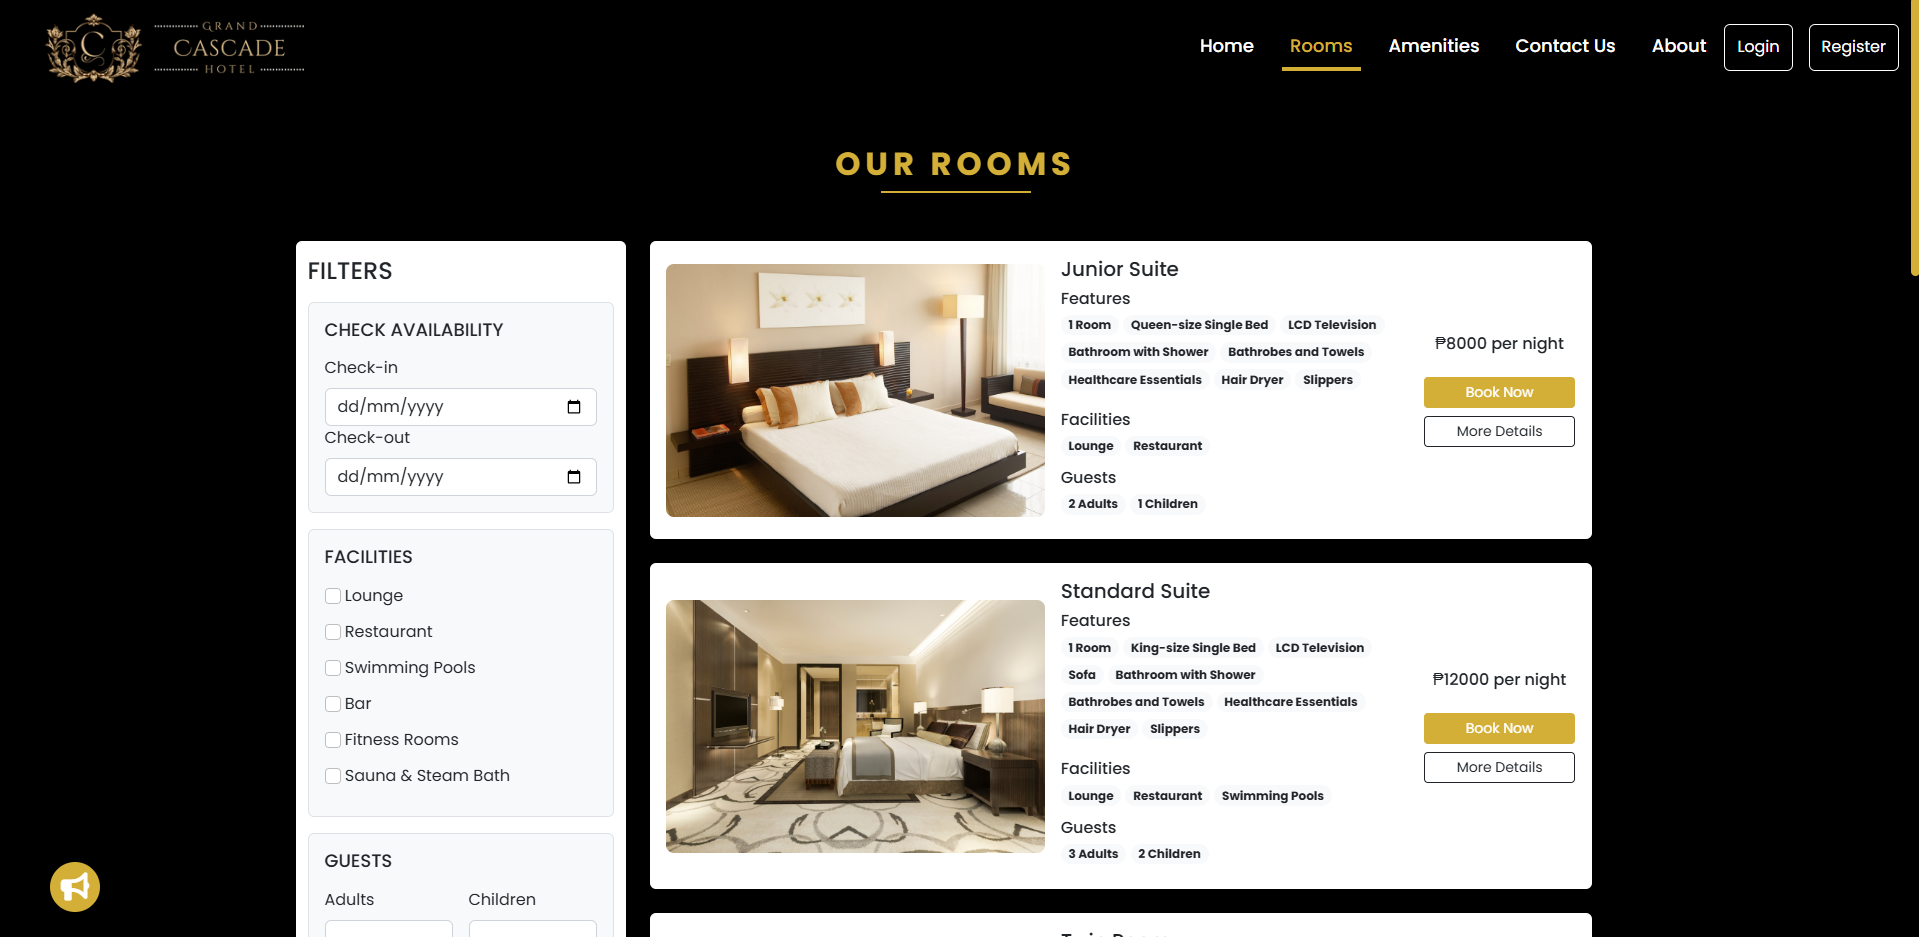 GRAND
CASCADE
HOTEL
Home
Rooms
Amenities
Contact Us
About
Login
Register
OUR ROOMS
FILTERS
CHECK AVAILABILITY
Check-in
dd/mm/yyyy
Check-out
dd/mm/yyyy
FACILITIES
Lounge
Restaurant
Swimming Pools
Bar
Fitness Rooms
Sauna & Steam Bath
GUESTS
Adults Children
Junior Suite
Features
1 Room Queen-size Single Bed LCD Television
Bathroom with Shower Bathrobes and Towels
Healthcare Essentials Hair Dryer Slippers
Facilities
Lounge Restaurant
Guests
2 Adults 1 Children
₱8000 per night
Book Now
More Details
Standard Suite
Features
1 Room King-size Single Bed LCD Television
Sofa Bathroom with Shower
Bathrobes and Towels Healthcare Essentials
Hair Dryer Slippers
Facilities
Lounge Restaurant Swimming Pools
Guests
3 Adults 2 Children
₱12000 per night
Book Now
More Details